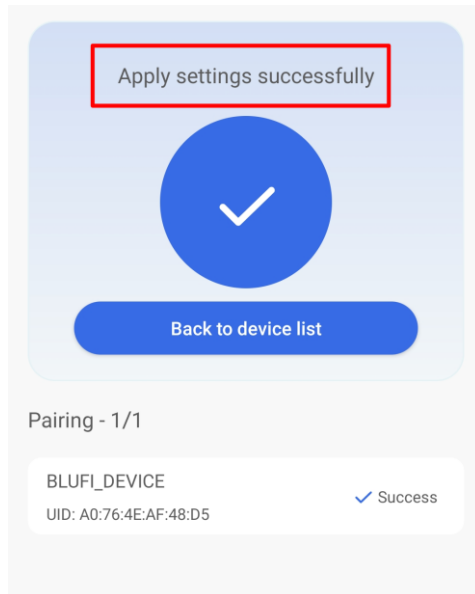 Apply settings successfully
Back to device list
Pairing - 1/1
BLUFI_DEVICE
Success
UID: A0:76:4E:AF:48:D5